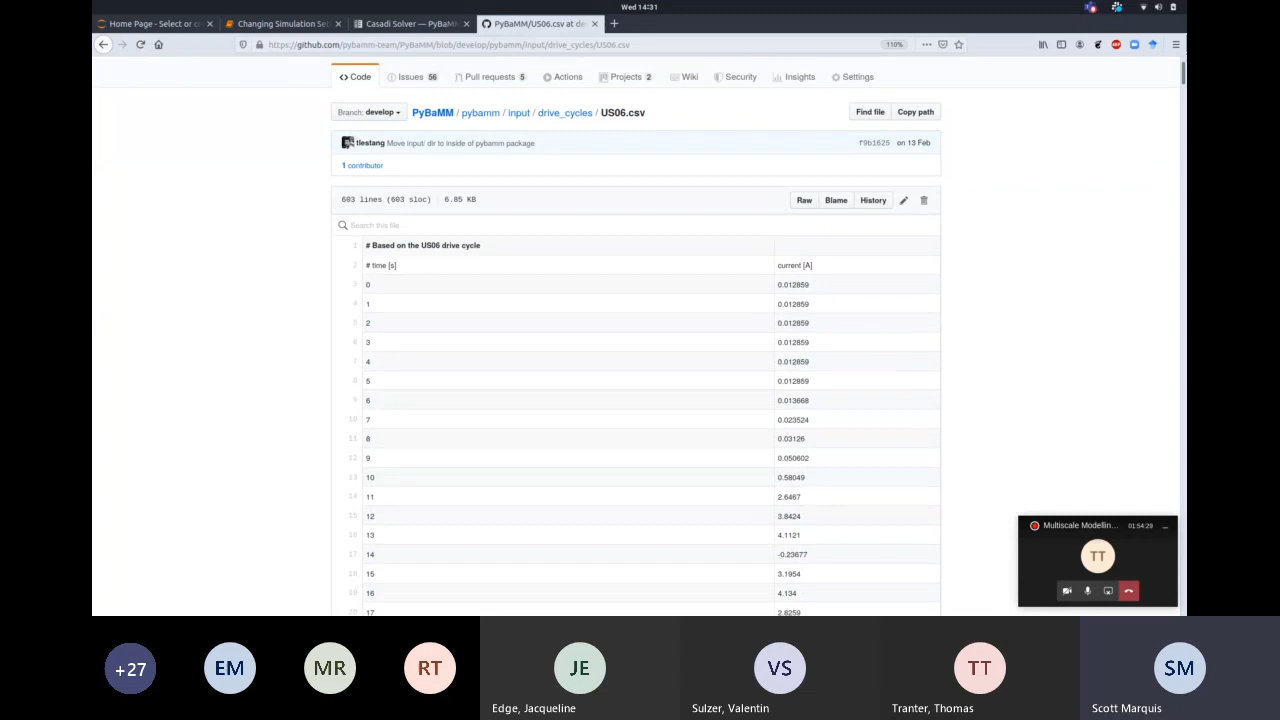 Wed 14:31
Home Page - Select or cr
Changing Simulation Set
Casadi Solver — PyBaMM
PyBaMM/US06.csv at de
https://github.com/pybamm-team/PyBaMM/blob/develop/pybamm/input/drive_cycles/US06.csv
110%
Code
Issues 56
Pull requests 5
Actions
Projects 2
Wiki
Security
Insights
Settings
Branch: develop
PyBaMM / pybamm / input / drive_cycles / US06.csv
Find file
Copy path
tlestang Move input/ dir to inside of pybamm package
f9b1625 on 13 Feb
1 contributor
603 lines (603 sloc) 6.85 KB
Raw
Blame
History
Search this file…
1 # Based on the US06 drive cycle
2 # time [s] current [A]
3 0 0.012859
4 1 0.012859
5 2 0.012859
6 3 0.012859
7 4 0.012859
8 5 0.012859
9 6 0.013668
10 7 0.023524
11 8 0.03126
12 9 0.050602
13 10 0.58049
14 11 2.6467
15 12 3.8424
16 13 4.1121
17 14 -0.23677
18 15 3.1954
19 16 4.134
20 17 2.8259
Multiscale Modellin... 01:54:29
TT
+27
EM
MR
RT
JE
Edge, Jacqueline
VS
Sulzer, Valentin
TT
Tranter, Thomas
SM
Scott Marquis